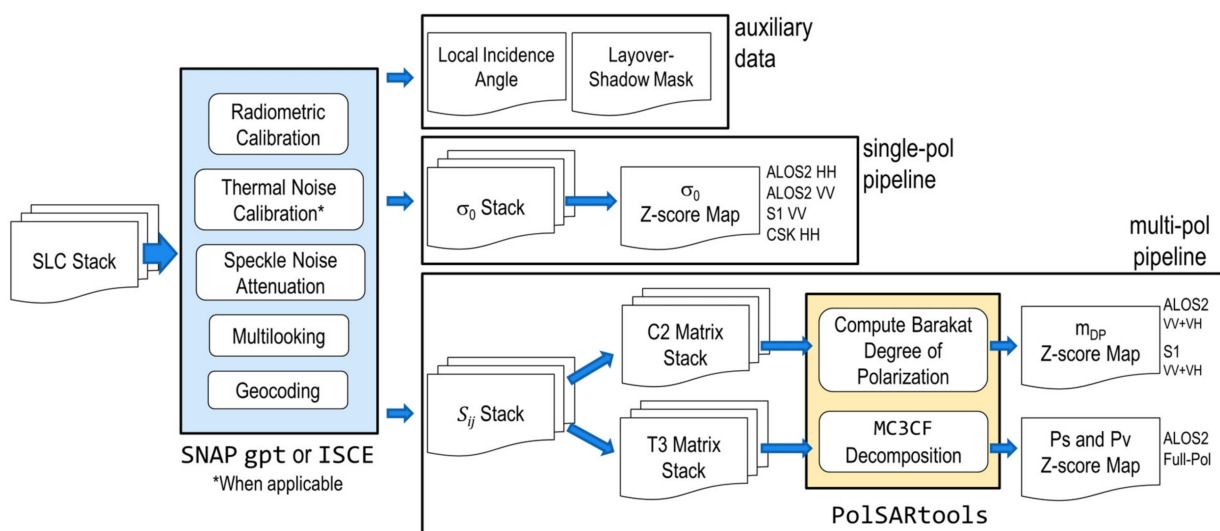 SLC Stack
Radiometric
Calibration
Thermal Noise
Calibration*
Speckle Noise
Attenuation
Multilooking
Geocoding
SNAP gpt or ISCE
*When applicable
auxiliary
data
Local Incidence
Angle
Layover-
Shadow Mask
single-pol
pipeline
σ0 Stack
σ0
Z-score Map
ALOS2 HH
ALOS2 VV
S1 VV
CSK HH
multi-pol
pipeline
Sij Stack
C2 Matrix
Stack
T3 Matrix
Stack
Compute Barakat
Degree of
Polarization
MC3CF
Decomposition
PolSARtools
mDP
Z-score Map
ALOS2
VV+VH
S1
VV+VH
Ps and Pv
Z-score Map
ALOS2
Full-Pol